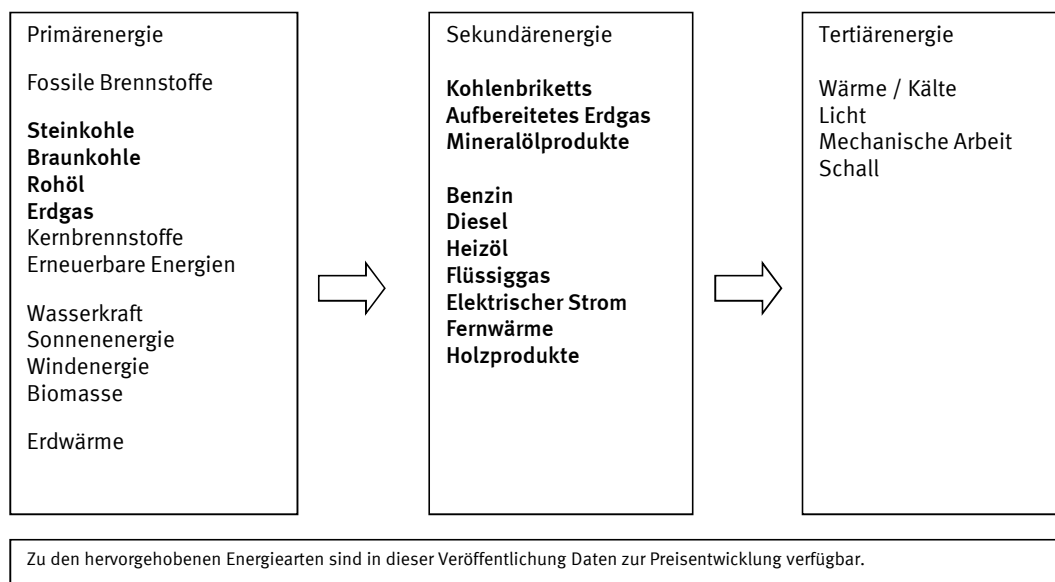 Primärenergie
Fossile Brennstoffe
Steinkohle
Braunkohle
Rohöl
Erdgas
Kernbrennstoffe
Erneuerbare Energien
Wasserkraft
Sonnenenergie
Windenergie
Biomasse
Erdwärme
Sekundärenergie
Kohlenbriketts
Aufbereitetes Erdgas
Mineralölprodukte
Benzin
Diesel
Heizöl
Flüssiggas
Elektrischer Strom
Fernwärme
Holzprodukte
Tertiärenergie
Wärme / Kälte
Licht
Mechanische Arbeit
Schall
Zu den hervorgehobenen Energiearten sind in dieser Veröffentlichung Daten zur Preisentwicklung verfügbar.